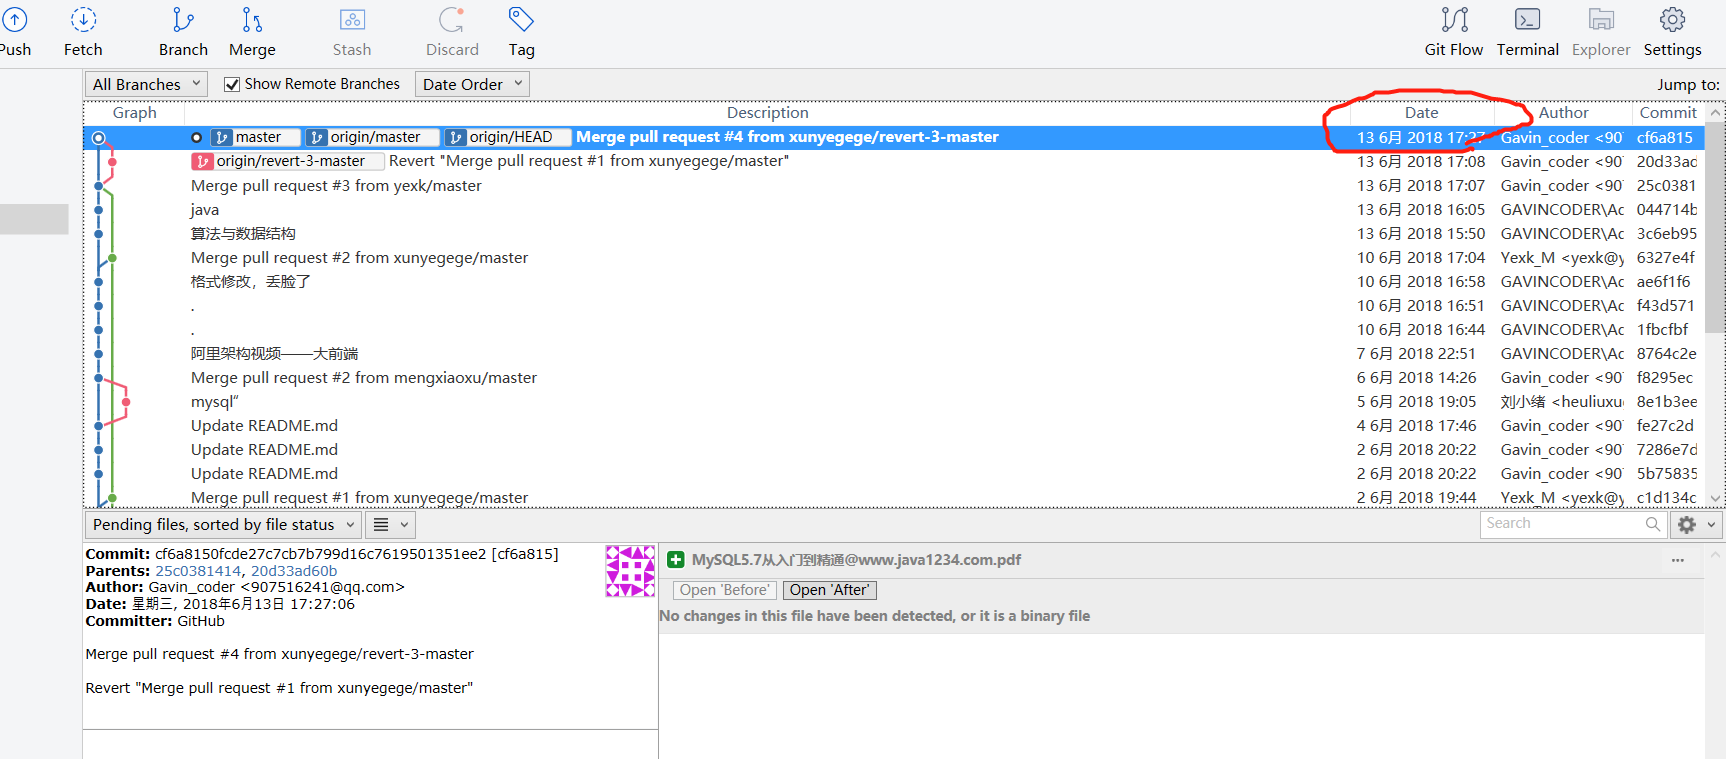 Push Fetch Branch Merge Stash Discard Tag Git Flow Terminal Explorer Settings
All Branches Show Remote Branches Date Order Jump to:
Graph Description Date Author Commit
master origin/master origin/HEAD Merge pull request #4 from xunyegege/revert-3-master 13 6月 2018 17:27 Gavin_coder <90 cf6a815
origin/revert-3-master Revert "Merge pull request #1 from xunyegege/master" 13 6月 2018 17:08 Gavin_coder <90 20d33ad
Merge pull request #3 from yexk/master 13 6月 2018 17:07 Gavin_coder <90 25c0381
java 13 6月 2018 16:05 GAVINCODER\Ac 044714b
算法与数据结构 13 6月 2018 15:50 GAVINCODER\Ac 3c6eb95
Merge pull request #2 from xunyegege/master 10 6月 2018 17:04 Yexk_M <yexk@y 6327e4f
格式修改，丢脸了 10 6月 2018 16:58 GAVINCODER\Ac ae6f1f6
. 10 6月 2018 16:51 GAVINCODER\Ac f43d571
. 10 6月 2018 16:44 GAVINCODER\Ac 1fbcfbf
阿里架构视频——大前端 7 6月 2018 22:51 GAVINCODER\Ac 8764c2e
Merge pull request #2 from mengxiaoxu/master 6 6月 2018 14:26 Gavin_coder <90 f8295ec
mysql“ 5 6月 2018 19:05 刘小绪 <heuliuxu 8e1b3ee
Update README.md 4 6月 2018 17:46 Gavin_coder <90 fe27c2d
Update README.md 2 6月 2018 20:22 Gavin_coder <90 7286e7d
Update README.md 2 6月 2018 20:22 Gavin_coder <90 5b75835
Merge pull request #1 from xunyegege/master 2 6月 2018 19:44 Yexk_M <yexk@y c1d134c
Pending files, sorted by file status Search
Commit: cf6a8150fcde27c7cb7b799d16c7619501351ee2 [cf6a815]
Parents: 25c0381414, 20d33ad60b
Author: Gavin_coder <907516241@qq.com>
Date: 星期三, 2018年6月13日 17:27:06
Committer: GitHub
Merge pull request #4 from xunyegege/revert-3-master
Revert "Merge pull request #1 from xunyegege/master"
MySQL5.7从入门到精通@www.java1234.com.pdf ...
Open 'Before' Open 'After'
No changes in this file have been detected, or it is a binary file